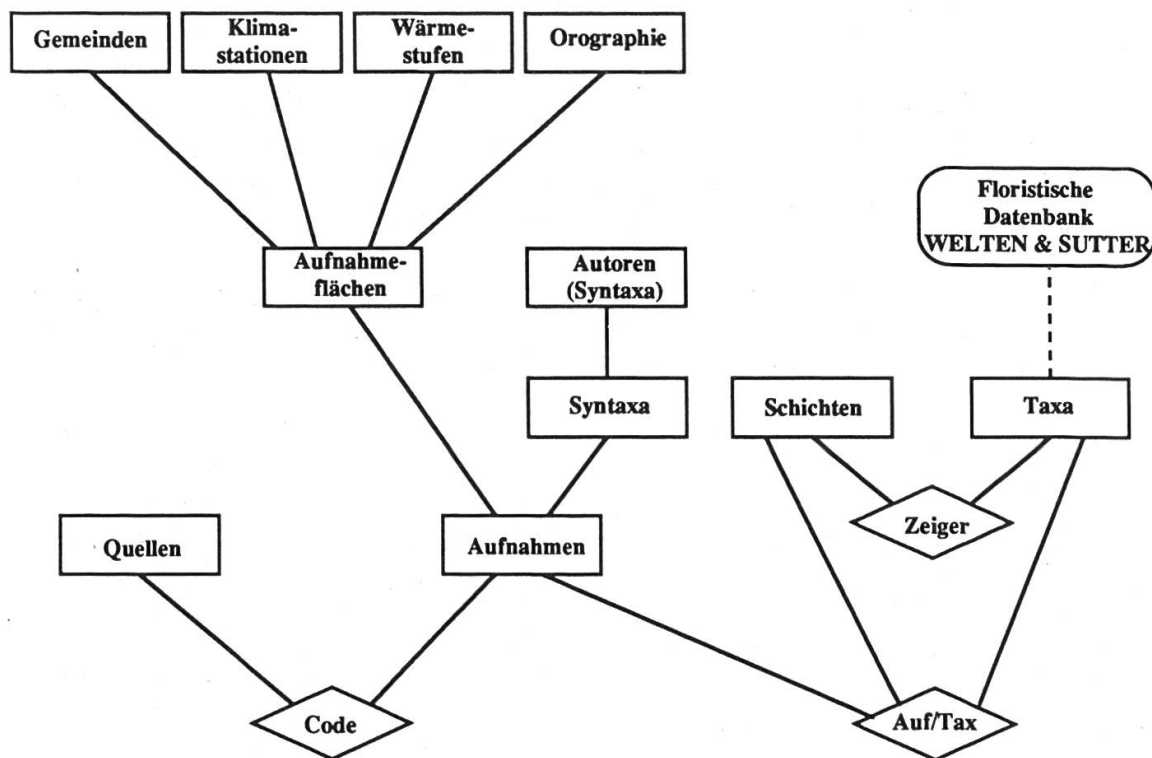 Gemeinden
Klima-
stationen
Wärme-
stufen
Orographie
Floristische
Datenbank
WELTEN & SUTTER
Aufnahme-
flächen
Autoren
(Syntaxa)
Syntaxa
Schichten
Taxa
Zeiger
Quellen
Aufnahmen
Code
Auf/Tax